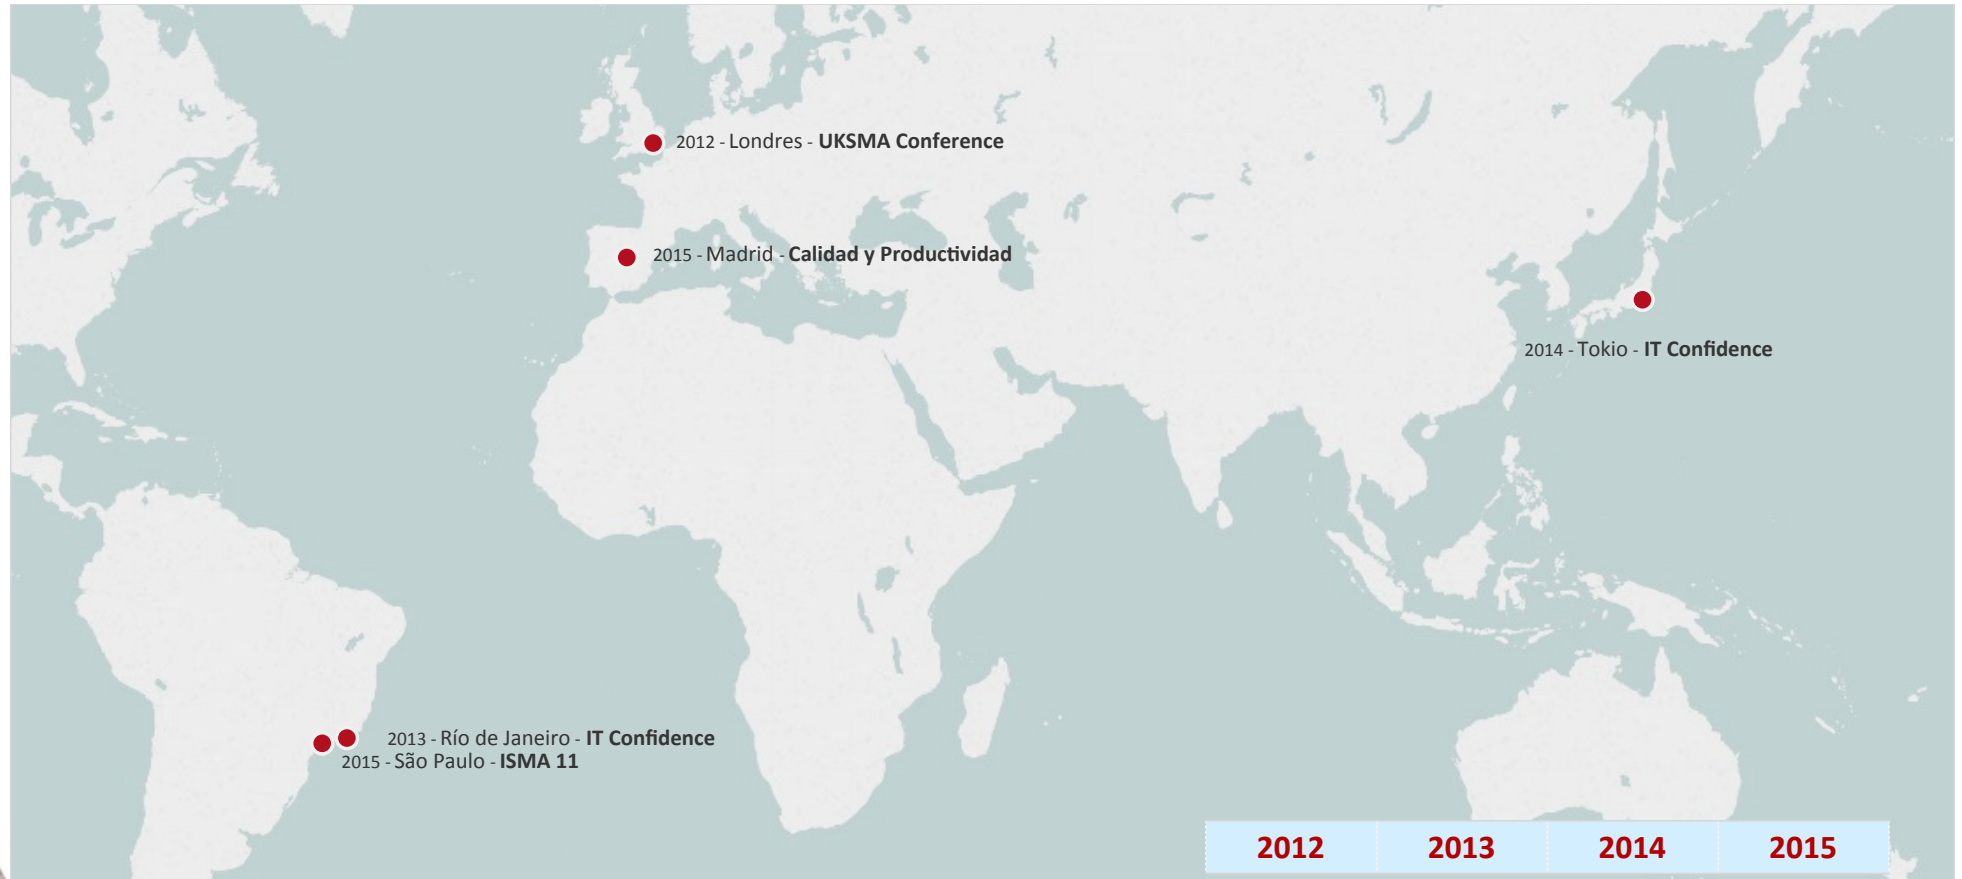 2012 - Londres - UKSMA Conference
2015 - Madrid - Calidad y Productividad
2014 - Tokio - IT Confidence
2013 - Río de Janeiro - IT Confidence
2015 - São Paulo - ISMA 11
2012 2013 2014 2015